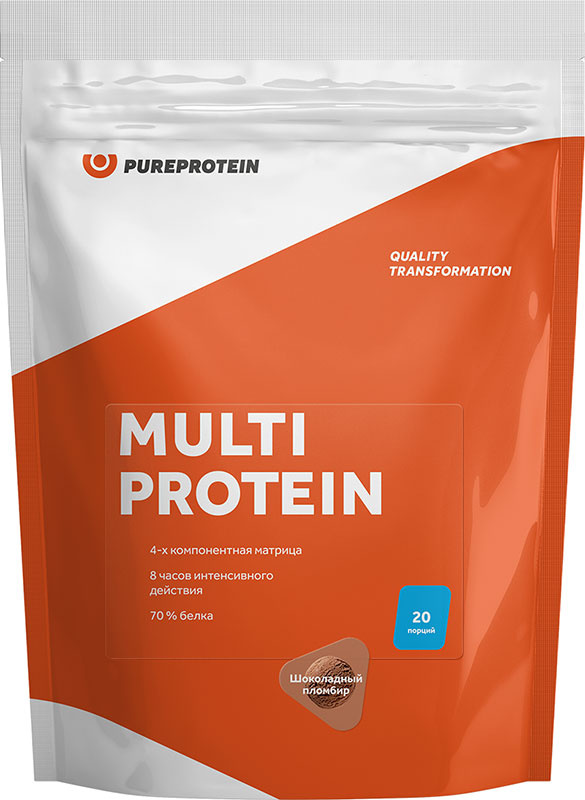 PUREPROTEIN
QUALITY
TRANSFORMATION
MULTI
PROTEIN
4-х компонентная матрица
8 часов интенсивного
действия
70 % белка
20
порций
Шоколадный
пломбир